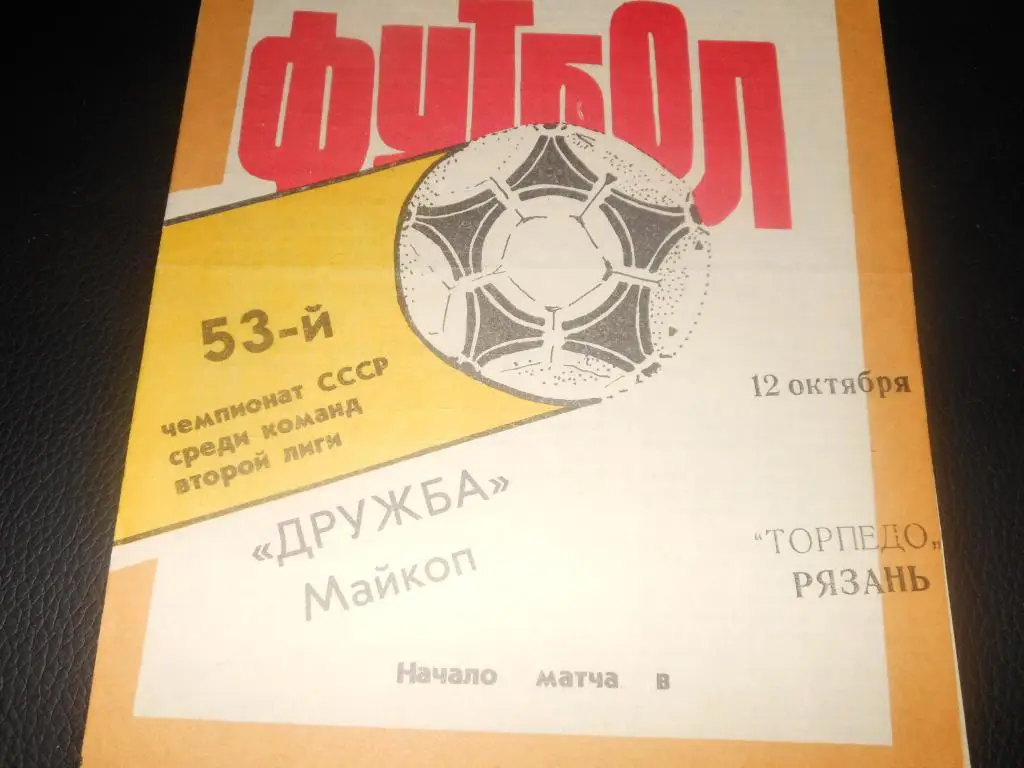 ФУТБОЛ
53-й
чемпионат СССР
среди команд
второй лиги
12 октября
«ДРУЖБА»
Майкоп
"ТОРПЕДО„
РЯЗАНЬ
Начало матча в